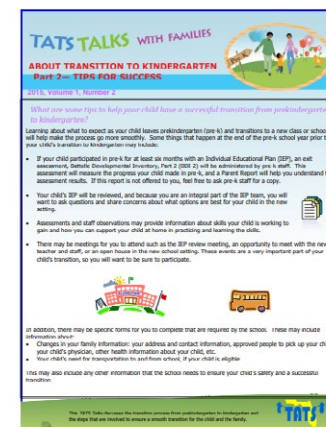 TATS TALKS WITH FAMILIES
ABOUT TRANSITION TO KINDERGARTEN
Part 2— TIPS FOR SUCCESS
2016, Volume 1, Number 2
What are some tips to help your child have a successful transition from prekindergarten
to kindergarten?
Learning about what to expect as your child leaves prekindergarten (pre-k) and transitions to a new class or school
will help make the process go more smoothly. Some things that happen at the end of the pre-k school year prior t
your child's transition to kindergarten may include:
• If your child participated in pre-k for at least six months with an Individual Educational Plan (IEP), an exit
assessment, Battelle Developmental Inventory, Part 2 (BDI 2) will be administered by pre-k staff. This
assessment will measure the progress your child made in pre-k, and a Parent Report will help you understand t
assessment results. If this report is not offered to you, feel free to ask pre-k staff for a copy.
• Your child's IEP will be reviewed, and because you are an integral part of the IEP team, you will
want to ask questions and share concerns about what options are best for your child in the new
setting.
• Assessments and staff observations may provide information about skills your child is working to
gain and how you can support your child at home in practicing and learning the skills.
• There may be meetings for you to attend such as the IEP review meeting, an opportunity to meet with the new
teacher and staff, or an open house in the new school setting. These events are a very important part of your
child's transition, so you will want to be sure to participate.
In addition, there may be specific forms for you to complete that are required by the school. These may include
information about:
• Changes in your family information: your address and contact information, approved people to pick up your ch
your child's physician, other health information about your child, etc.
• Your child's need for transportation to and from school, if your child is eligible
This may also include any other information that the school needs to ensure your child's safety and a successful
transition.
This TATS Talks discusses the transition process from prekindergarten to kindergarten and
the steps that are involved to ensure a smooth transition for the child and the family.
TATS